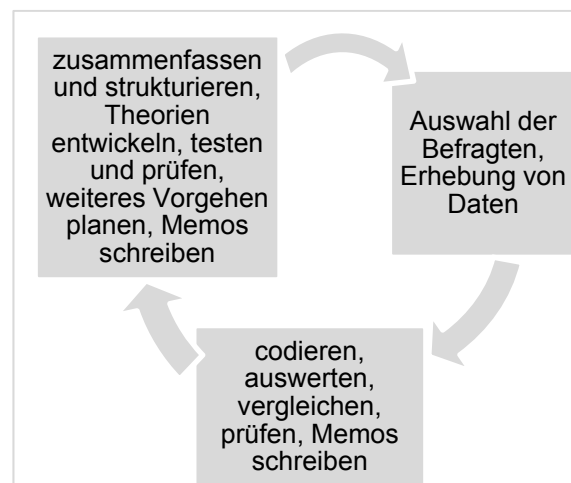 zusammenfassen
und strukturieren,
Theorien
entwickeln, testen
und prüfen,
weiteres Vorgehen
planen, Memos
schreiben
Auswahl der
Befragten,
Erhebung von
Daten
codieren,
auswerten,
vergleichen,
prüfen, Memos
schreiben